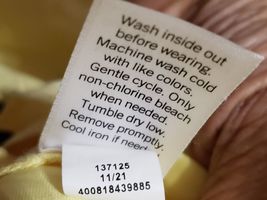 Wash inside out
before wearing.
Machine wash cold
with like colors.
Gentle cycle. Only
non-chlorine bleach
when needed.
Tumble dry low.
Remove promptly.
Cool iron if
137125
11/21
400818439885